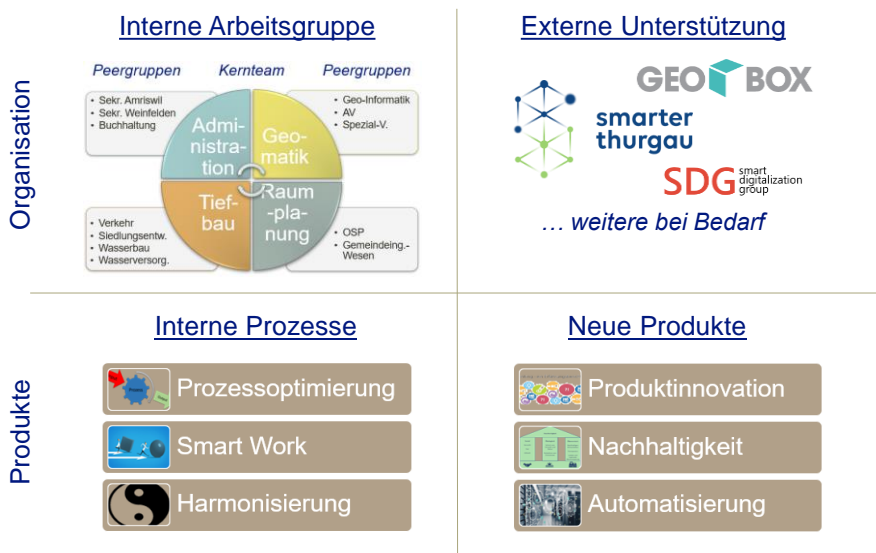 Interne Arbeitsgruppe
Externe Unterstützung
Organisation
Peergruppen
Kernteam
Peergruppen
• Sekr. Amriswil
• Sekr. Weinfelden
• Buchhaltung
Admi-
nistra-
tion
Geo-
matik
• Geo-Informatik
• AV
• Spezial-V.
• Verkehr
• Siedlungsentw.
• Wasserbau
• Wasserversorg.
Tief-
bau
Raum
-pla-
nung
• OSP
• Gemeindeing.-
Wesen
GEO BOX
smarter
thurgau
SDG smart
digitalization
group
… weitere bei Bedarf
Produkte
Interne Prozesse
Prozessoptimierung
Smart Work
Harmonisierung
Neue Produkte
Produktinnovation
Nachhaltigkeit
Automatisierung